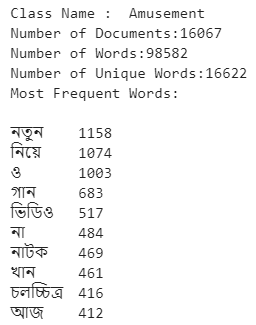 Class Name :  Amusement
Number of Documents:16067
Number of Words:98582
Number of Unique Words:16622
Most Frequent Words:
নতুন 1158
নিয়ে 1074
ও 1003
গান 683
ভিডিও 517
না 484
নাটক 469
খান 461
চলচ্চিত্র 416
আজ 412